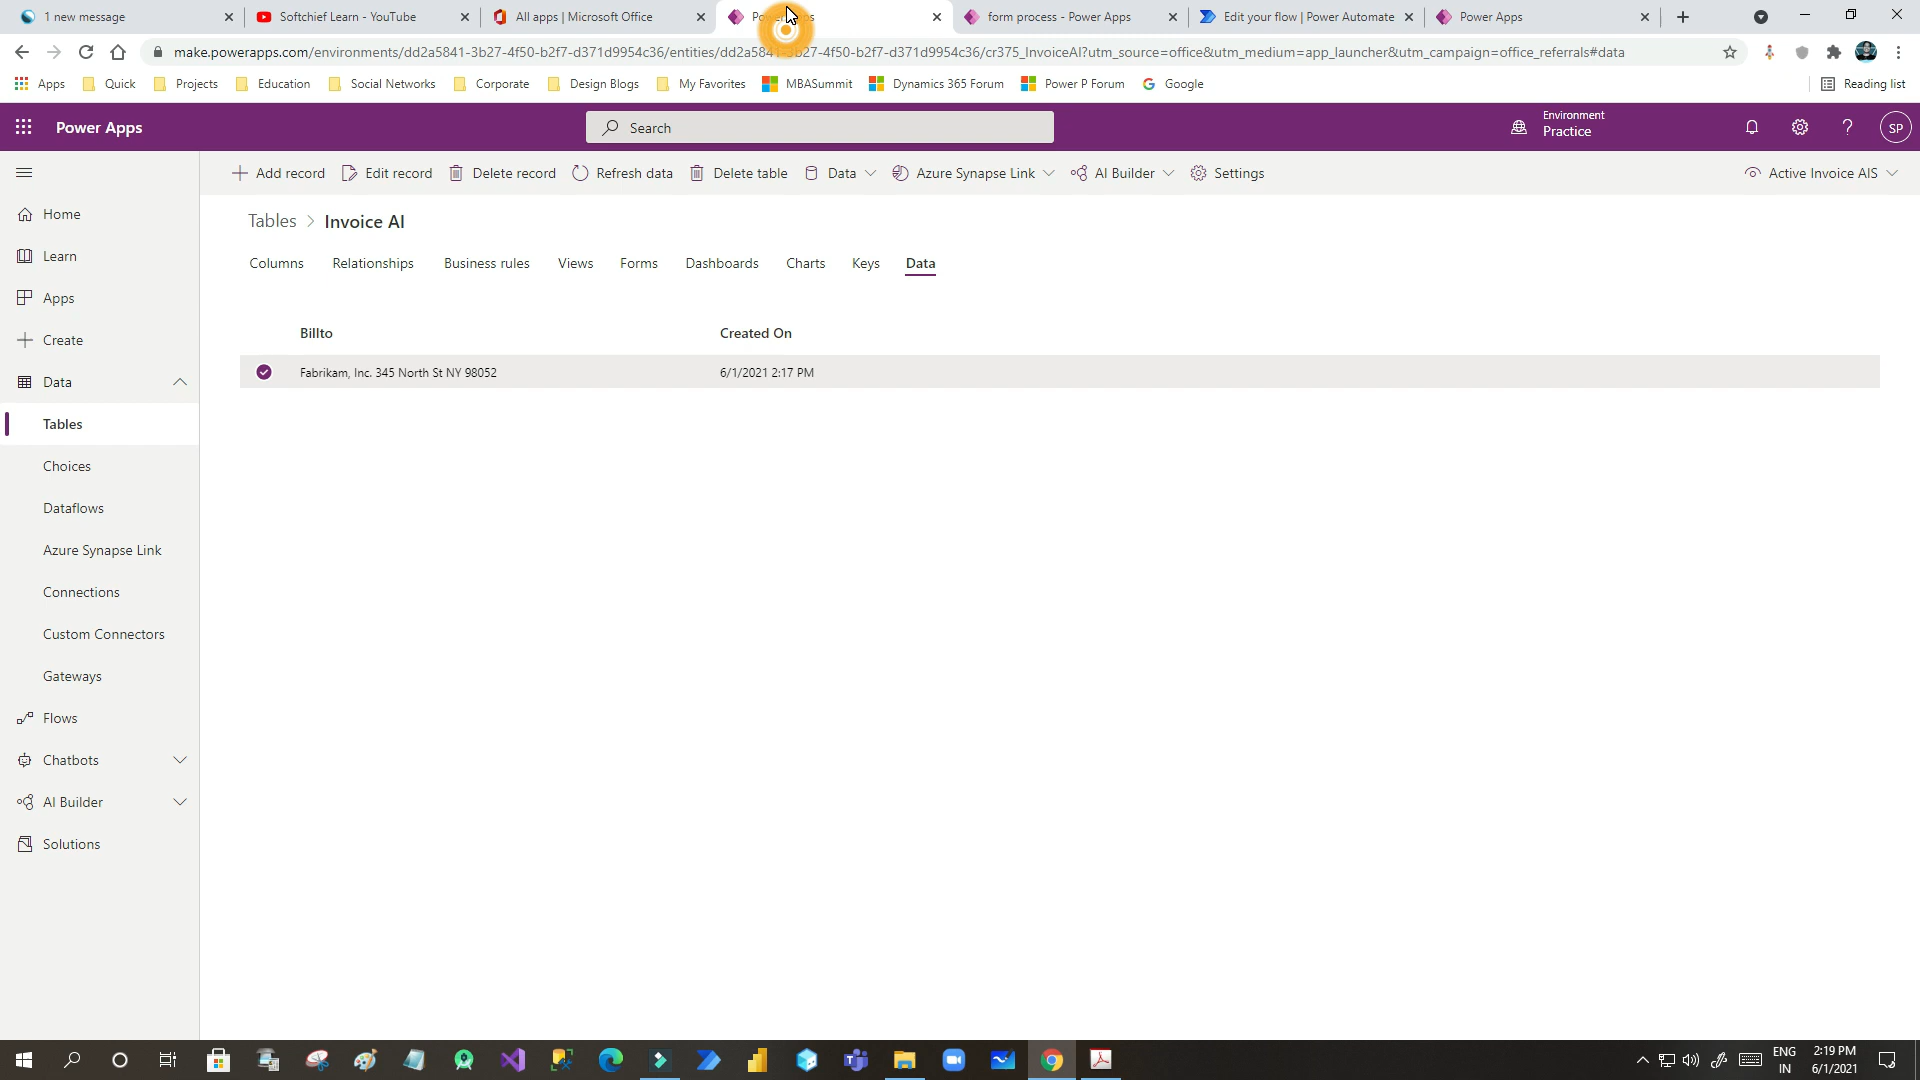 1 new message
Softchief Learn - YouTube
All apps | Microsoft Office
form process - Power Apps
Edit your flow | Power Automate
Power Apps
make.powerapps.com/environments/dd2a5841-3b27-4f50-b2f7-d371d9954c36/entities/dd2a5841-3b27-4f50-b2f7-d371d9954c36/cr375_InvoiceAI?utm_source=office&utm_medium=app_launcher&utm_campaign=office_referrals#data
Apps
Quick
Projects
Education
Social Networks
Corporate
Design Blogs
My Favorites
MBASummit
Dynamics 365 Forum
Power P Forum
Google
Reading list
Power Apps
Search
Environment
Practice
SP
Add record
Edit record
Delete record
Refresh data
Delete table
Data
Azure Synapse Link
AI Builder
Settings
Active Invoice AIS
Home
Learn
Apps
Create
Data
Tables
Choices
Dataflows
Azure Synapse Link
Connections
Custom Connectors
Gateways
Flows
Chatbots
AI Builder
Solutions
Tables > Invoice AI
Columns
Relationships
Business rules
Views
Forms
Dashboards
Charts
Keys
Data
Billto
Created On
Fabrikam, Inc. 345 North St NY 98052
6/1/2021 2:17 PM
ENG
IN
2:19 PM
6/1/2021